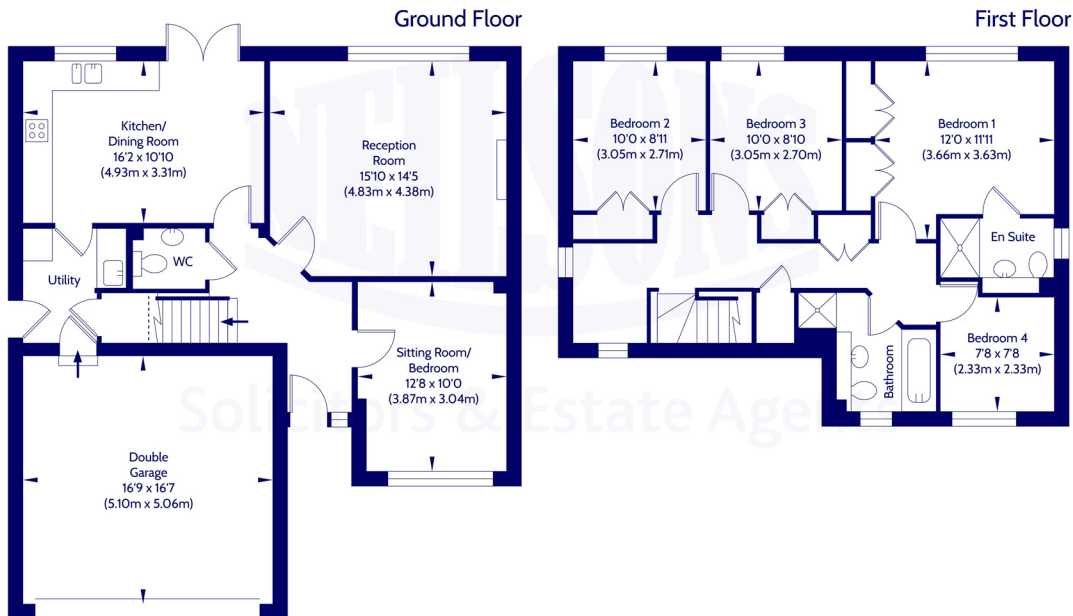 Ground Floor
Kitchen/
Dining Room
16'2 x 10'10
(4.93m x 3.31m)
Reception
Room
15'10 x 14'5
(4.83m x 4.38m)
Utility
WC
Sitting Room/
Bedroom
12'8 x 10'0
(3.87m x 3.04m)
Double
Garage
16'9 x 16'7
(5.10m x 5.06m)
First Floor
Bedroom 2
10'0 x 8'11
(3.05m x 2.71m)
Bedroom 3
10'0 x 8'10
(3.05m x 2.70m)
Bedroom 1
12'0 x 11'11
(3.66m x 3.63m)
En Suite
Bathroom
Bedroom 4
7'8 x 7'8
(2.33m x 2.33m)
NEILSONS
Solicitors & Estate Agents